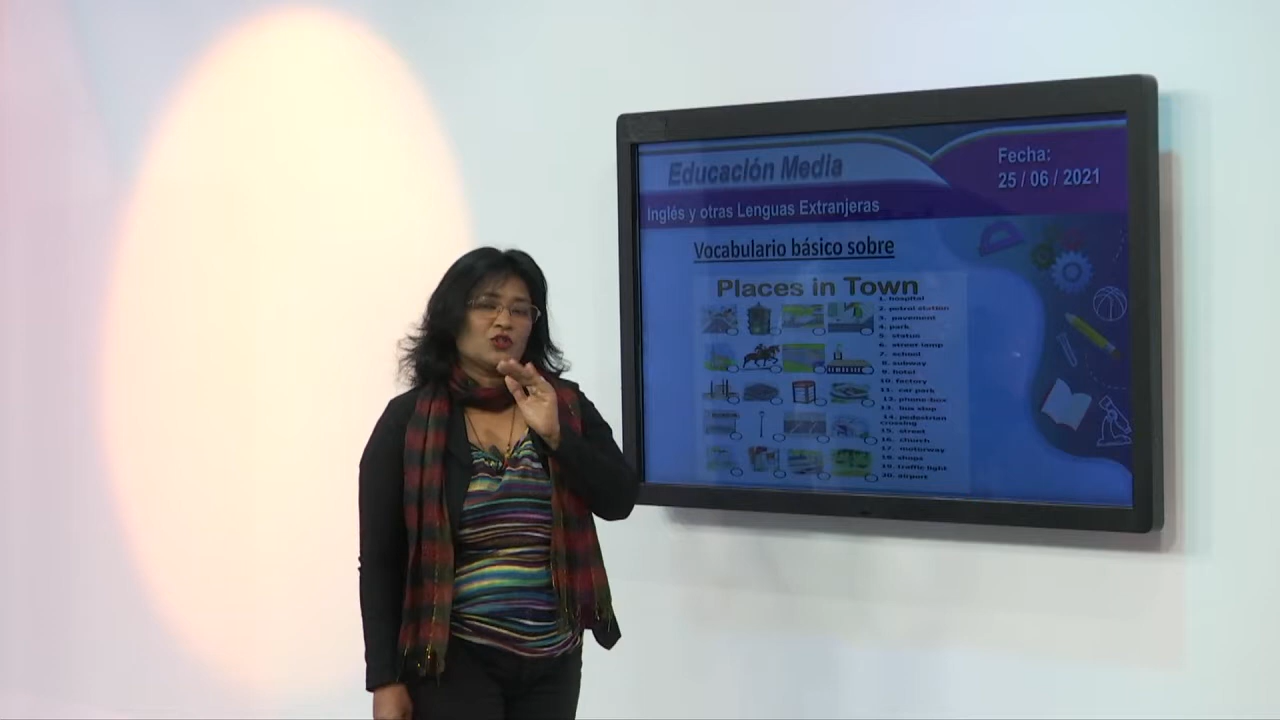 Educación Media
Fecha:
25 / 06 / 2021
Inglés y otras Lenguas Extranjeras
Vocabulario básico sobre
Places in Town
1. hospital
2. petrol station
3. pavement
4. park
5. statue
6. street lamp
7. school
8. subway
9. hotel
10. factory
11. car park
12. phone-box
13. bus stop
14. pedestrian
crossing
15. street
16. church
17. motorway
18. shops
19. traffic light
20. airport